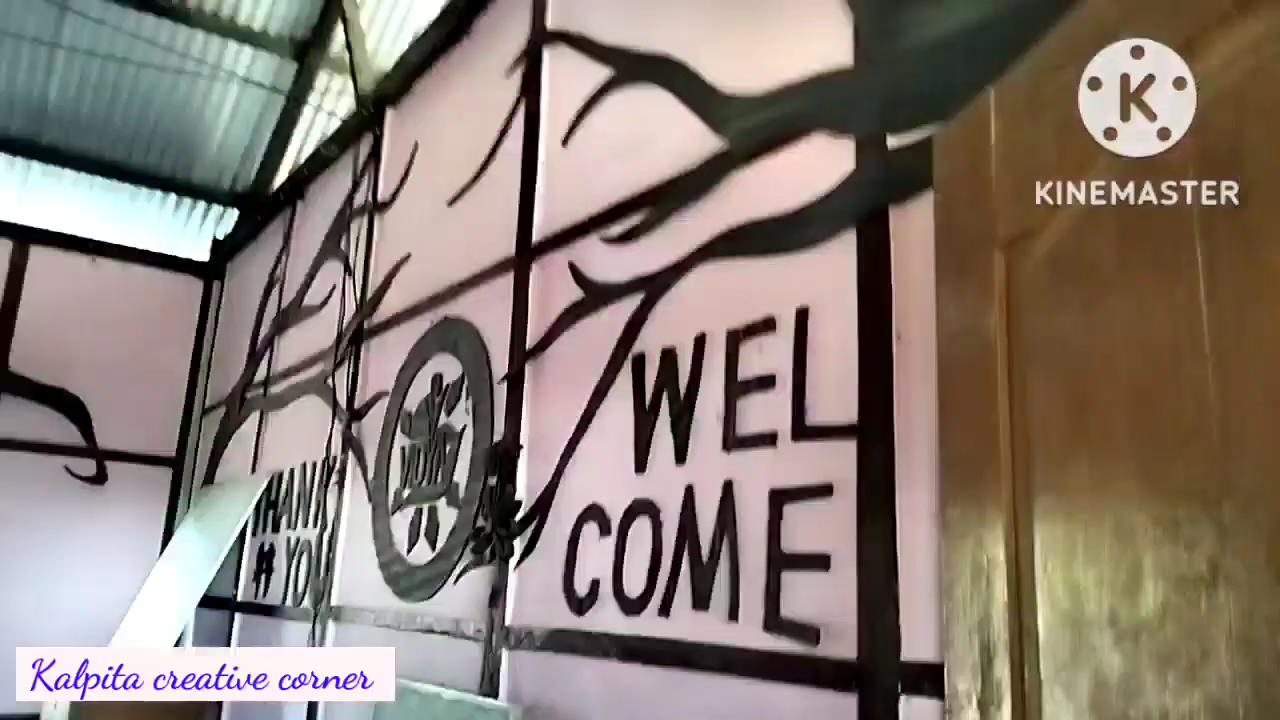 K
KINEMASTER
WEL
COME
THANK
# YOU
Kalpita creative corner